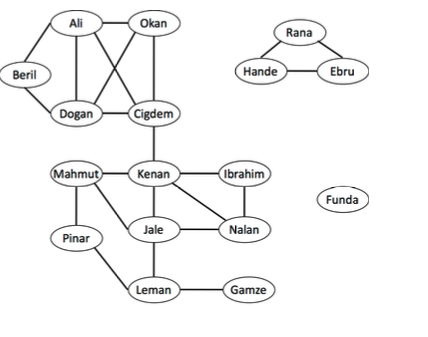 Ali
Okan
Rana
Beril
Hande
Ebru
Dogan
Cigdem
Mahmut
Kenan
Ibrahim
Funda
Pinar
Jale
Nalan
Leman
Gamze